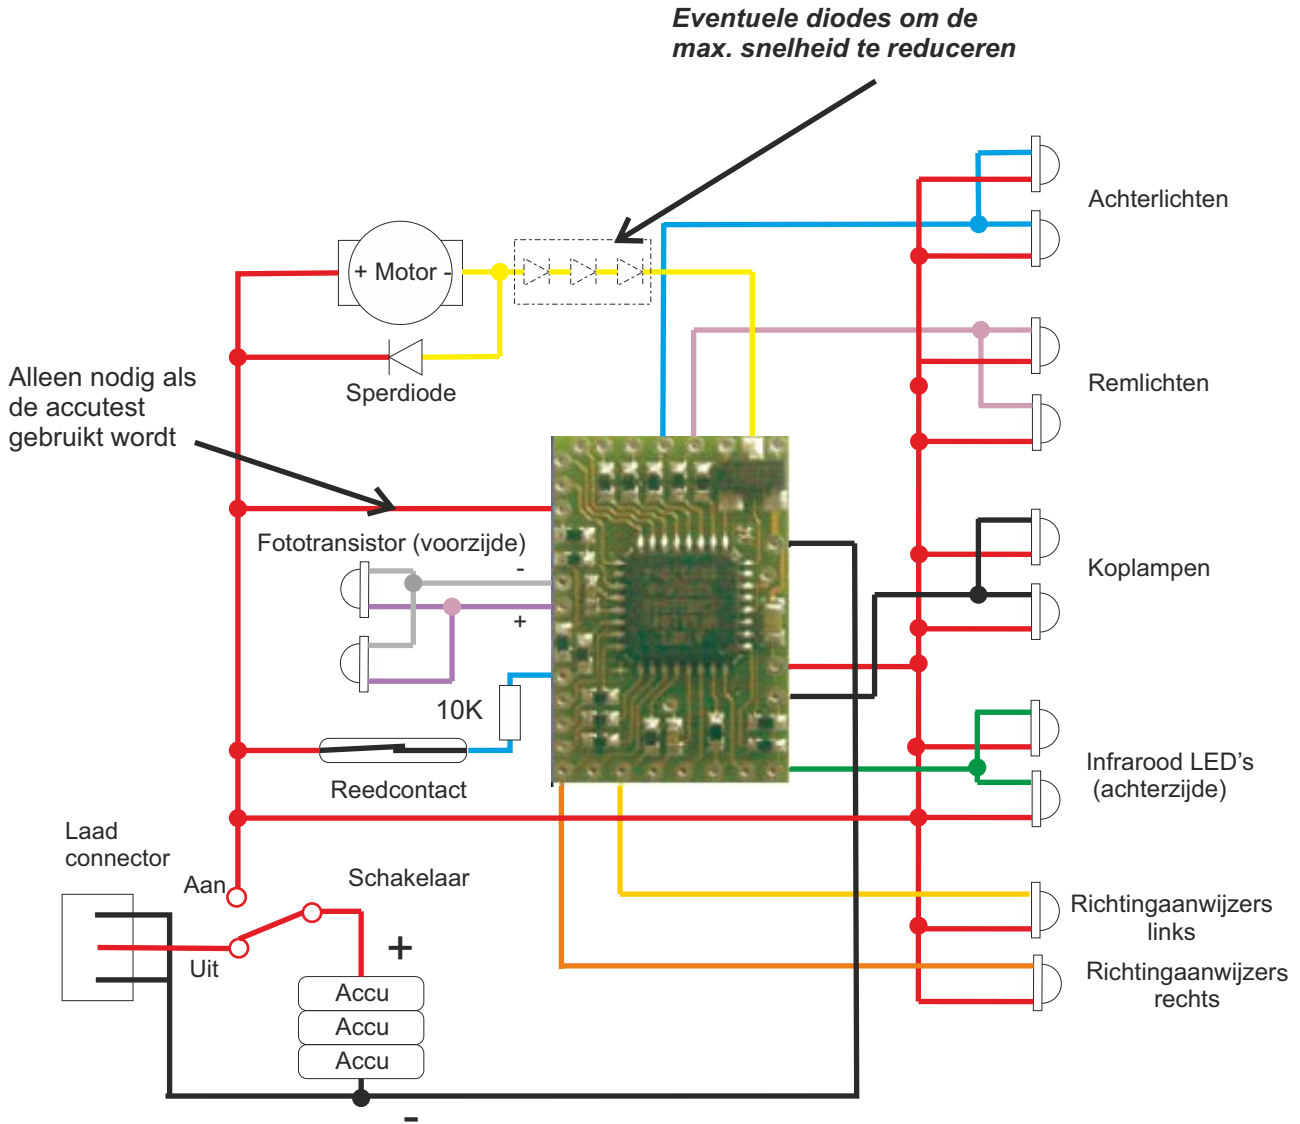 Eventuele diodes om de
max. snelheid te reduceren
Achterlichten
+ Motor -
Sperdiode
Remlichten
Alleen nodig als
de accutest
gebruikt wordt
Fototransistor (voorzijde)
-
+
Koplampen
10K
Reedcontact
Infrarood LED's
(achterzijde)
Laad
connector
Aan
Schakelaar
Uit
+
Richtingaanwijzers
links
Richtingaanwijzers
rechts
Accu
Accu
Accu
-